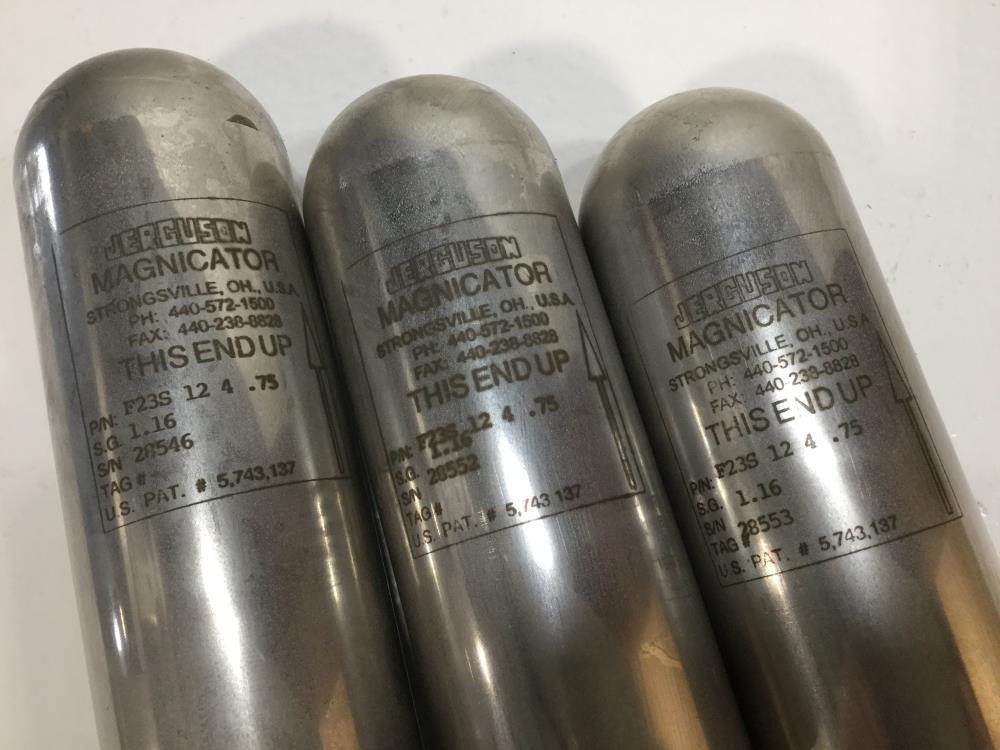 JERGUSON
MAGNICATOR
STRONGSVILLE, OH., U.S.A
PH: 440-572-1500
FAX: 440-238-8828
THIS END UP
P/N: F23S 12 4 .75
S.G. 1.16
S/N 28546
TAG #
U.S. PAT. # 5,743,137
JERGUSON
MAGNICATOR
STRONGSVILLE, OH., U.S.A
PH: 440-572-1500
FAX: 440-238-8828
THIS END UP
P/N: F23S 12 4 .75
S.G. 1.16
S/N 28552
TAG #
U.S. PAT. # 5,743 137
JERGUSON
MAGNICATOR
STRONGSVILLE, OH., U.S.A
PH: 440-572-1500
FAX: 440-238-8828
THIS END UP
P/N: F23S 12 4 .75
S.G. 1.16
S/N 28553
TAG #
U.S. PAT. # 5,743,137